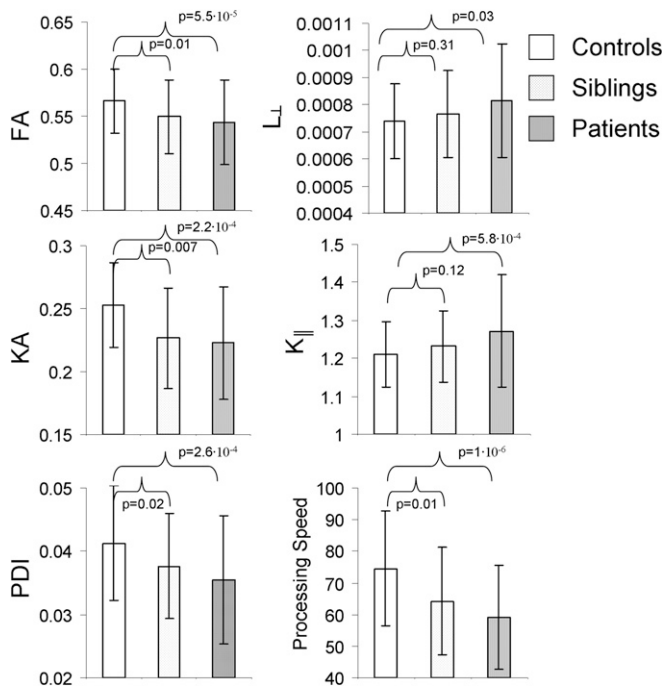 p=5.5·10-5
p=0.01
FA
0.65
0.6
0.55
0.5
0.45
p=0.03
p=0.31
L⊥
0.0011
0.001
0.0009
0.0008
0.0007
0.0006
0.0005
0.0004
Controls
Siblings
Patients
p=2.2·10-4
p=0.007
KA
0.3
0.25
0.2
0.15
p=5.8·10-4
p=0.12
K||
1.5
1.4
1.3
1.2
1.1
1
p=2.6·10-4
p=0.02
PDI
0.05
0.04
0.03
0.02
p=1·10-6
p=0.01
Processing Speed
100
90
80
70
60
50
40